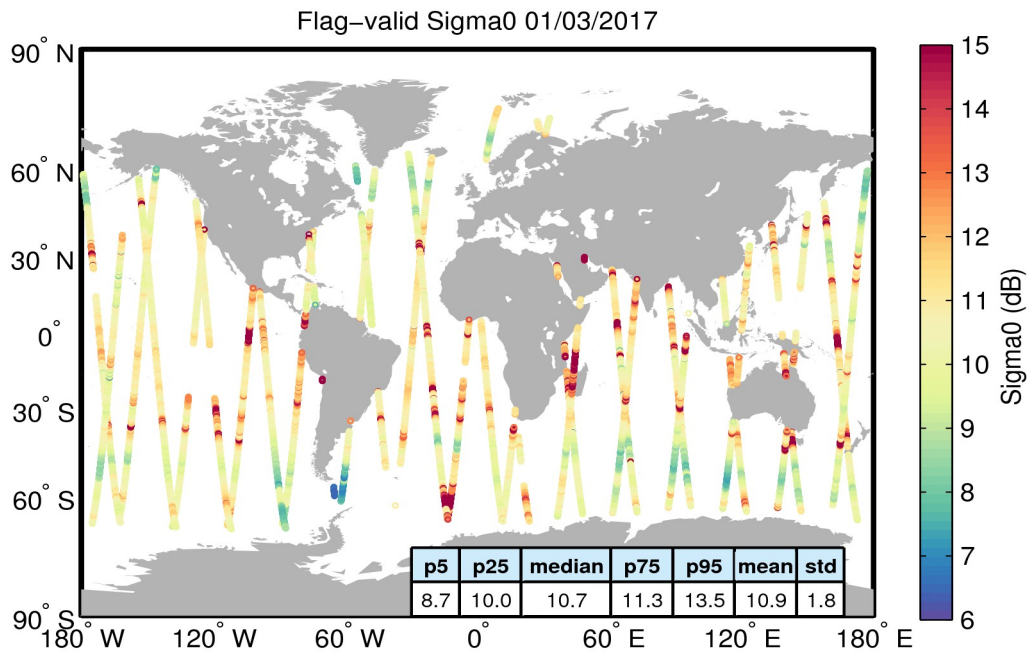 Flag−valid Sigma0 01/03/2017
90° N
60° N
30° N
0°
30° S
60° S
90° S
180° W
120° W
60° W
0°
60° E
120° E
180° E
p5 p25 median p75 p95 mean std
8.7 10.0 10.7 11.3 13.5 10.9 1.8
15
14
13
12
11
10
9
8
7
6
Sigma0 (dB)